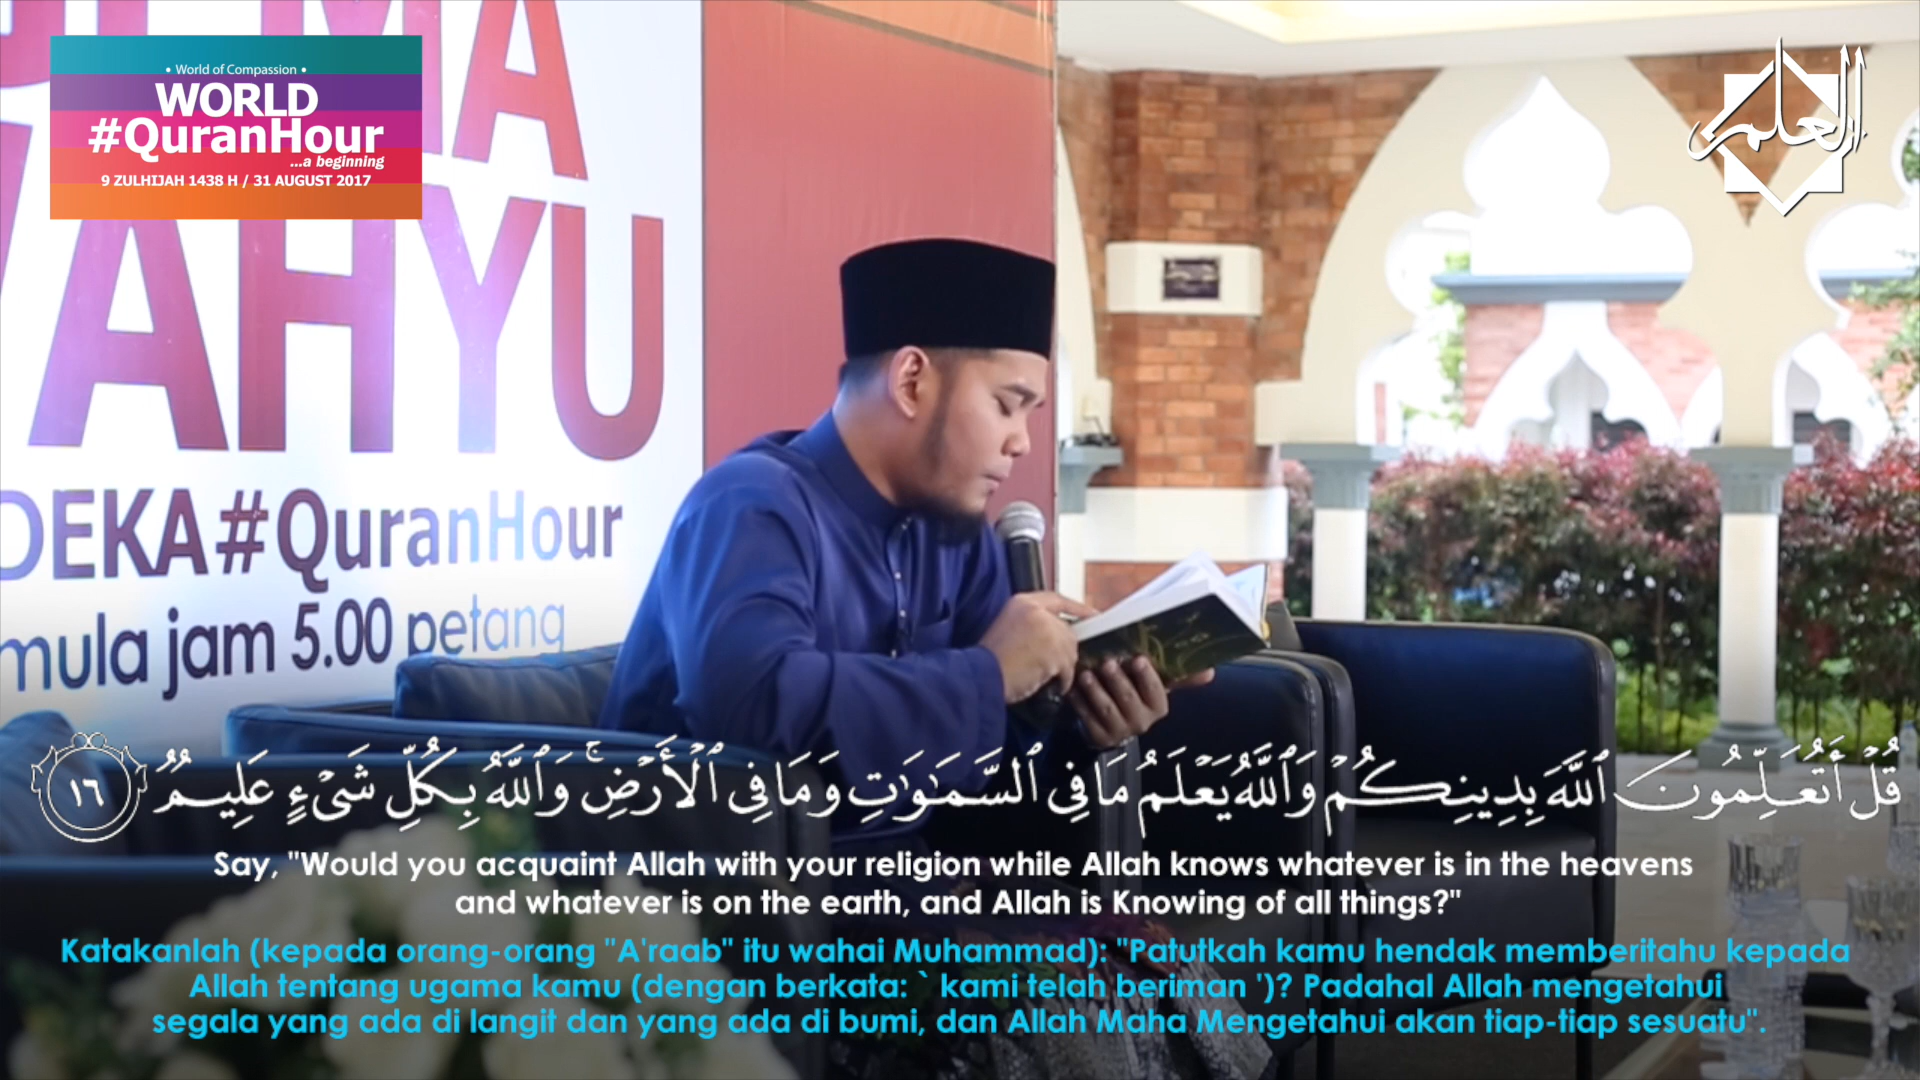 • World of Compassion •
WORLD
#QuranHour
...a beginning
9 ZULHIJAH 1438 H / 31 AUGUST 2017
العلم
MA
WAHYU
DEKA#QuranHour
mula jam 5.00 petang
قُلْ أَتُعَلِّمُونَ ٱللَّهَ بِدِينِكُمْ وَٱللَّهُ يَعْلَمُ مَا فِى ٱلسَّمَـٰوَٰتِ وَمَا فِى ٱلْأَرْضِ ۚ وَٱللَّهُ بِكُلِّ شَىْءٍ عَلِيمٌ ١٦
Say, "Would you acquaint Allah with your religion while Allah knows whatever is in the heavens
and whatever is on the earth, and Allah is Knowing of all things?"
Katakanlah (kepada orang-orang "A'raab" itu wahai Muhammad): "Patutkah kamu hendak memberitahu kepada
Allah tentang ugama kamu (dengan berkata: ` kami telah beriman ')? Padahal Allah mengetahui
segala yang ada di langit dan yang ada di bumi, dan Allah Maha Mengetahui akan tiap-tiap sesuatu".